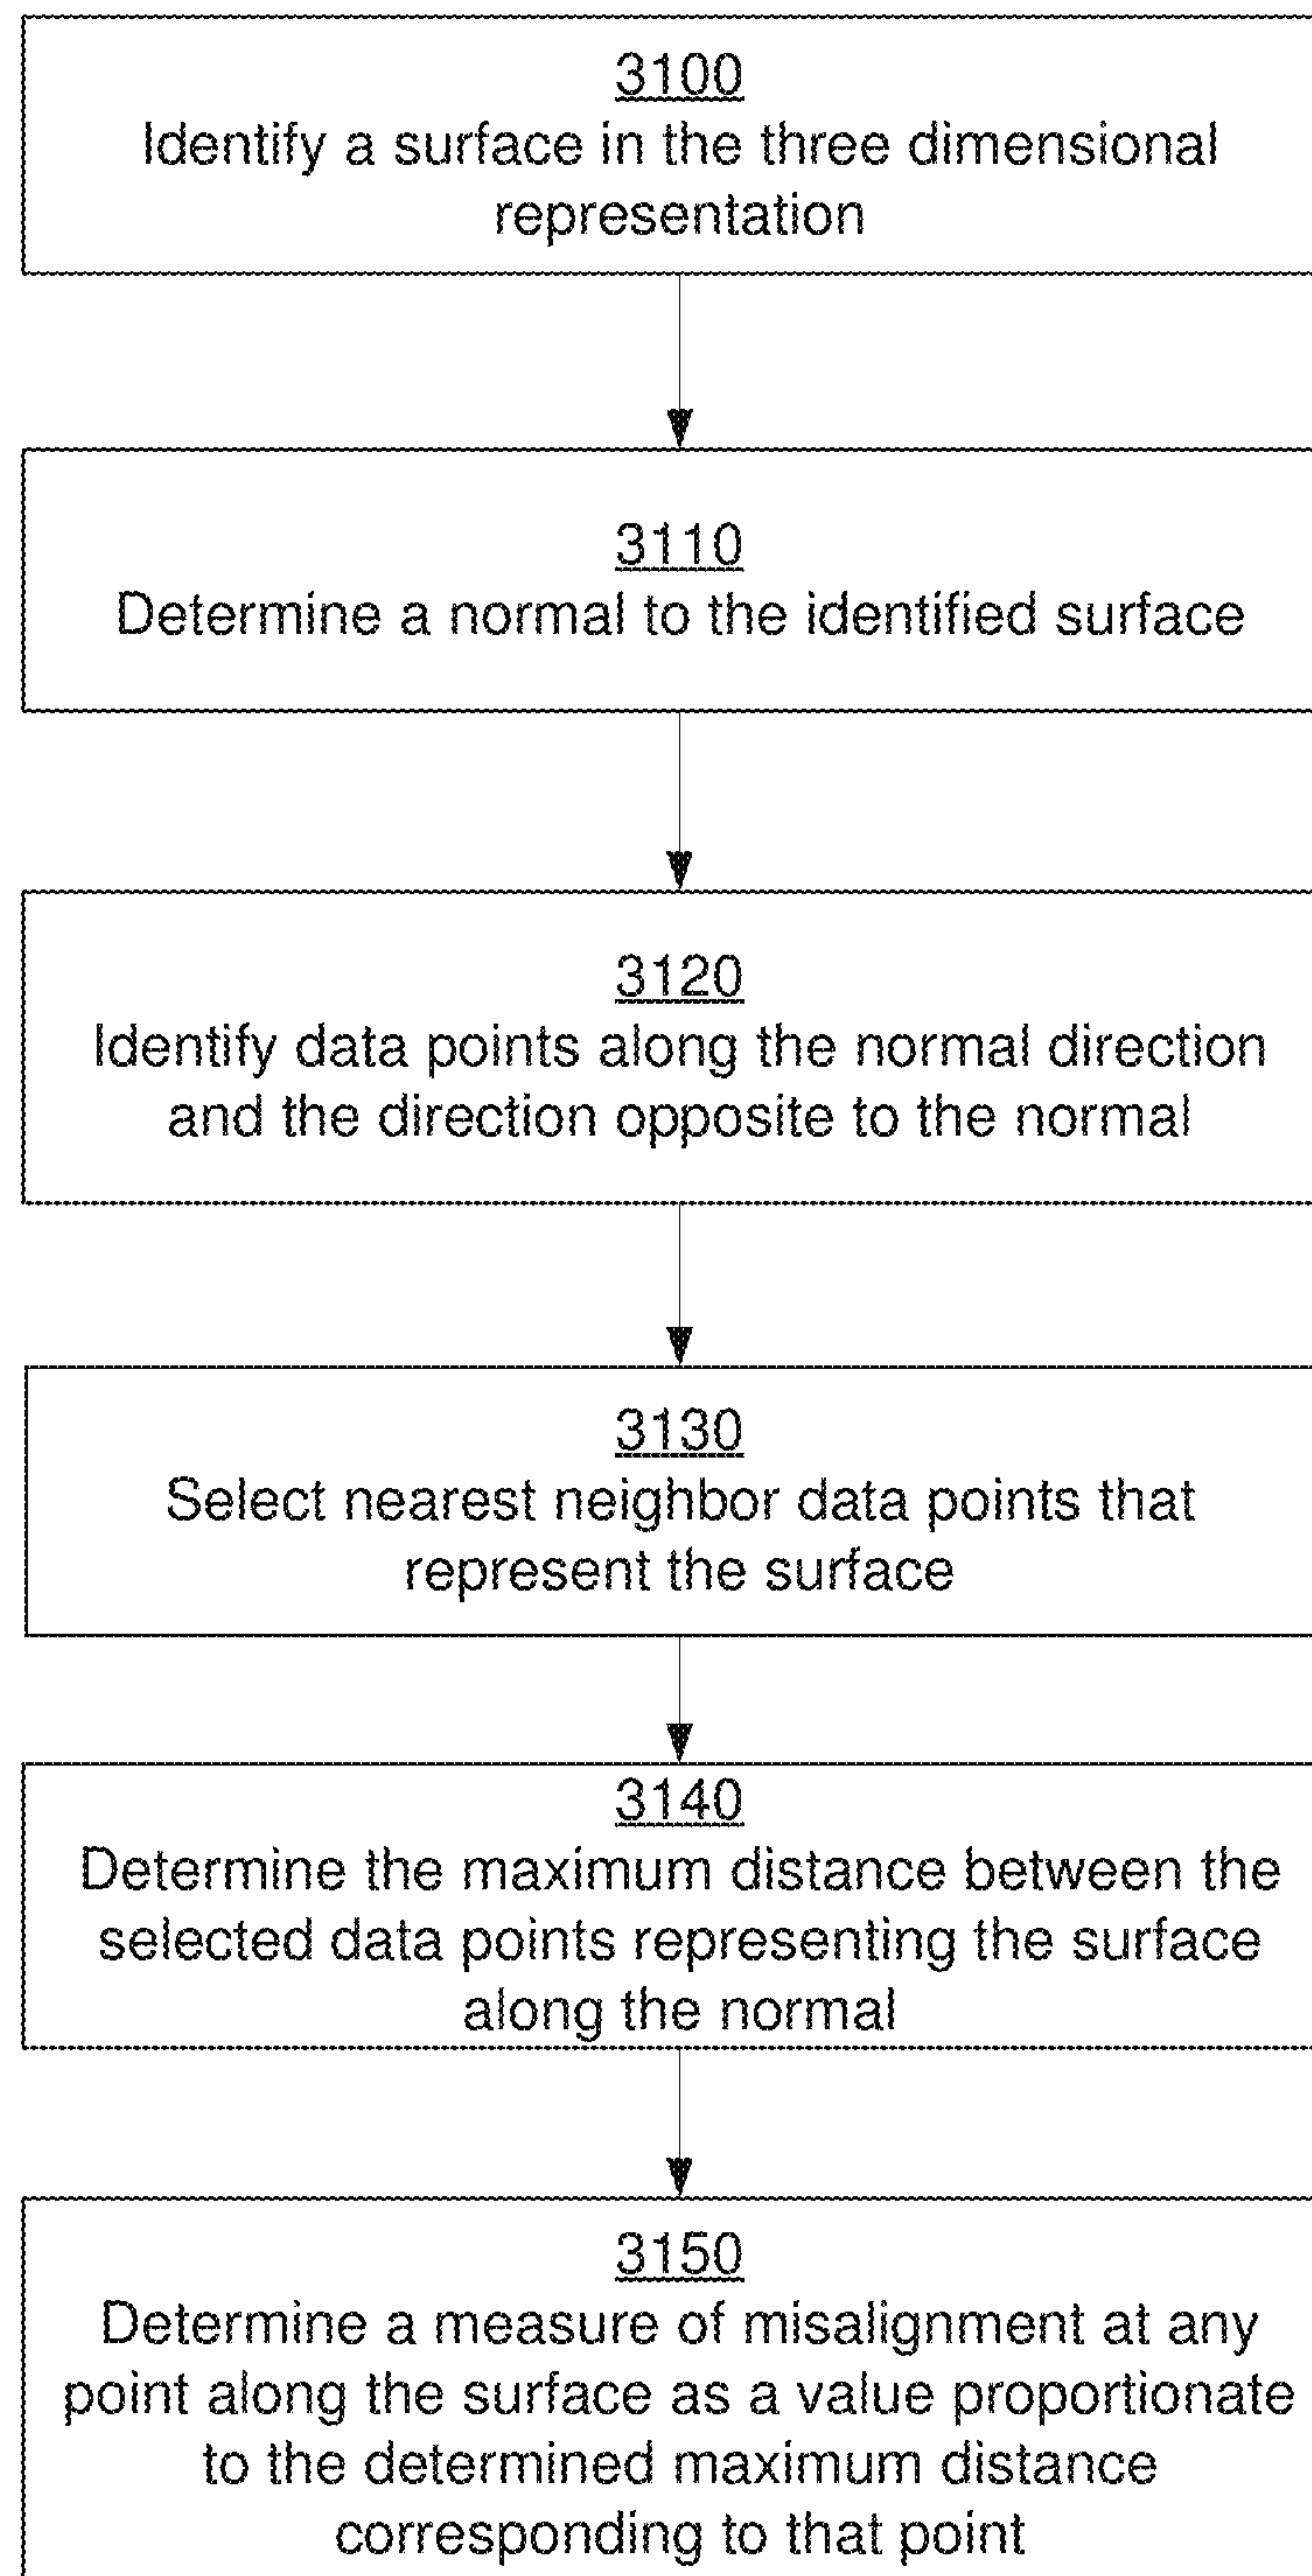 3100
Identify a surface in the three dimensional
representation
3110
Determine a normal to the identified surface
3120
Identify data points along the normal direction
and the direction opposite to the normal
3130
Select nearest neighbor data points that
represent the surface
3140
Determine the maximum distance between the
selected data points representing the surface
along the normal
3150
Determine a measure of misalignment at any
point along the surface as a value proportionate
to the determined maximum distance
corresponding to that point